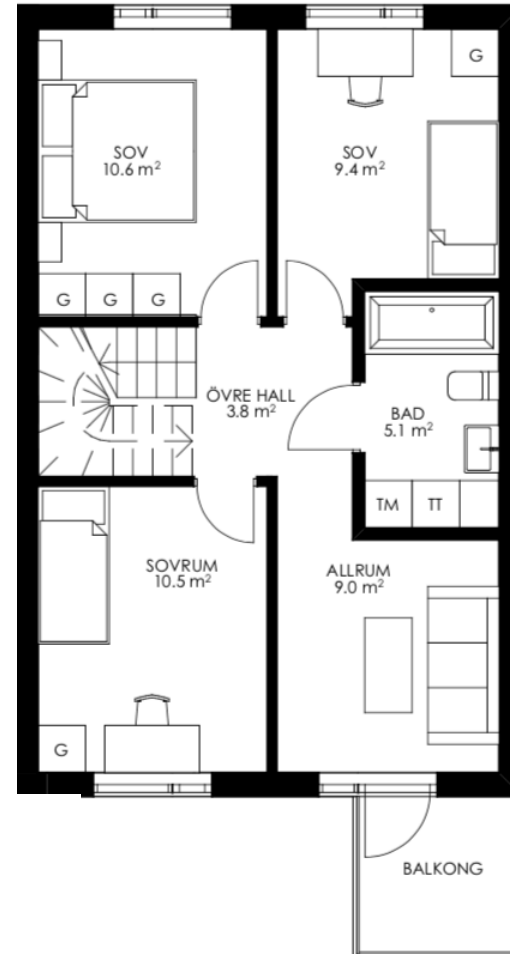 SOV
10.6 m²
SOV
9.4 m²
G
G
G
G
ÖVRE HALL
3.8 m²
BAD
5.1 m²
TM
TT
SOVRUM
10.5 m²
ALLRUM
9.0 m²
G
BALKONG